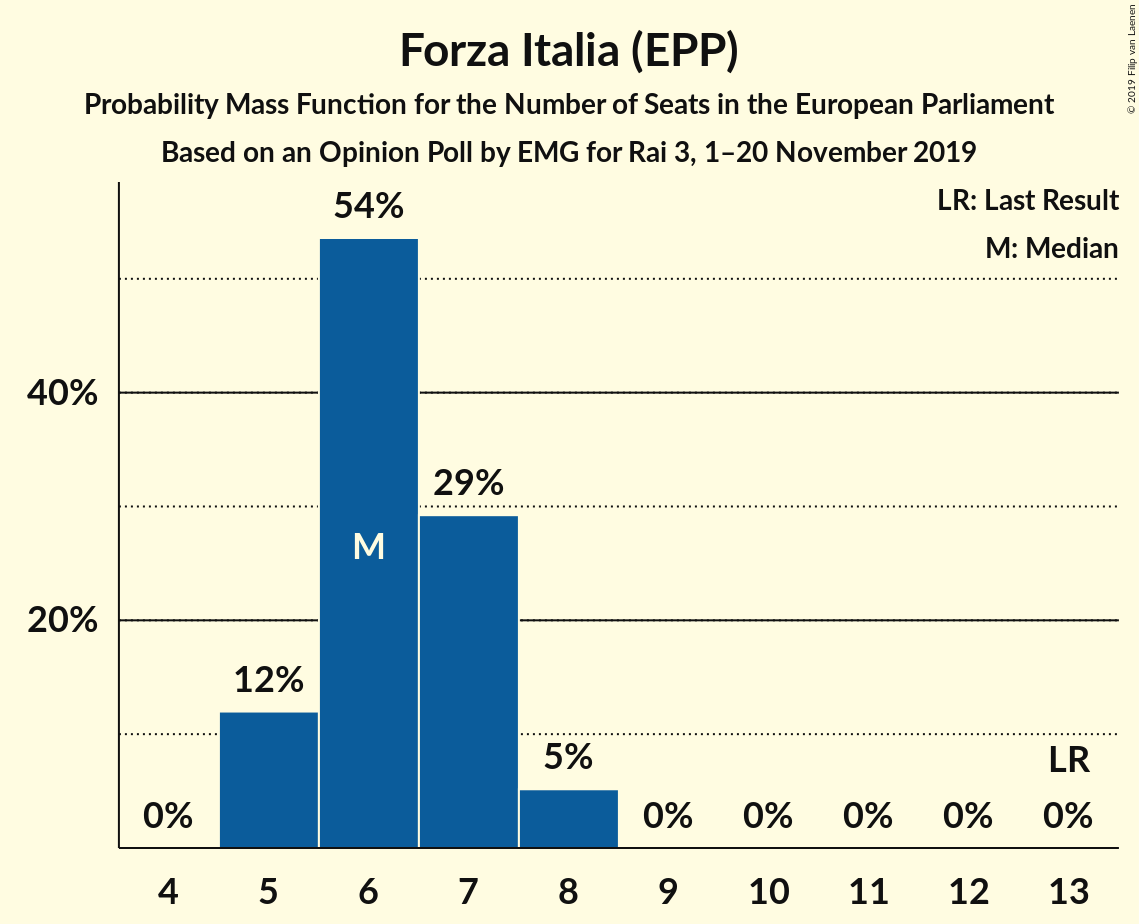 Forza Italia (EPP)
Probability Mass Function for the Number of Seats in the European Parliament
Based on an Opinion Poll by EMG for Rai 3, 1–20 November 2019
© 2019 Filip van Laenen
LR: Last Result
M: Median
54%
40%
29%
M
20%
12%
5%
LR
0%
0%
0%
0%
0%
0%
4
5
6
7
8
9
10
11
12
13